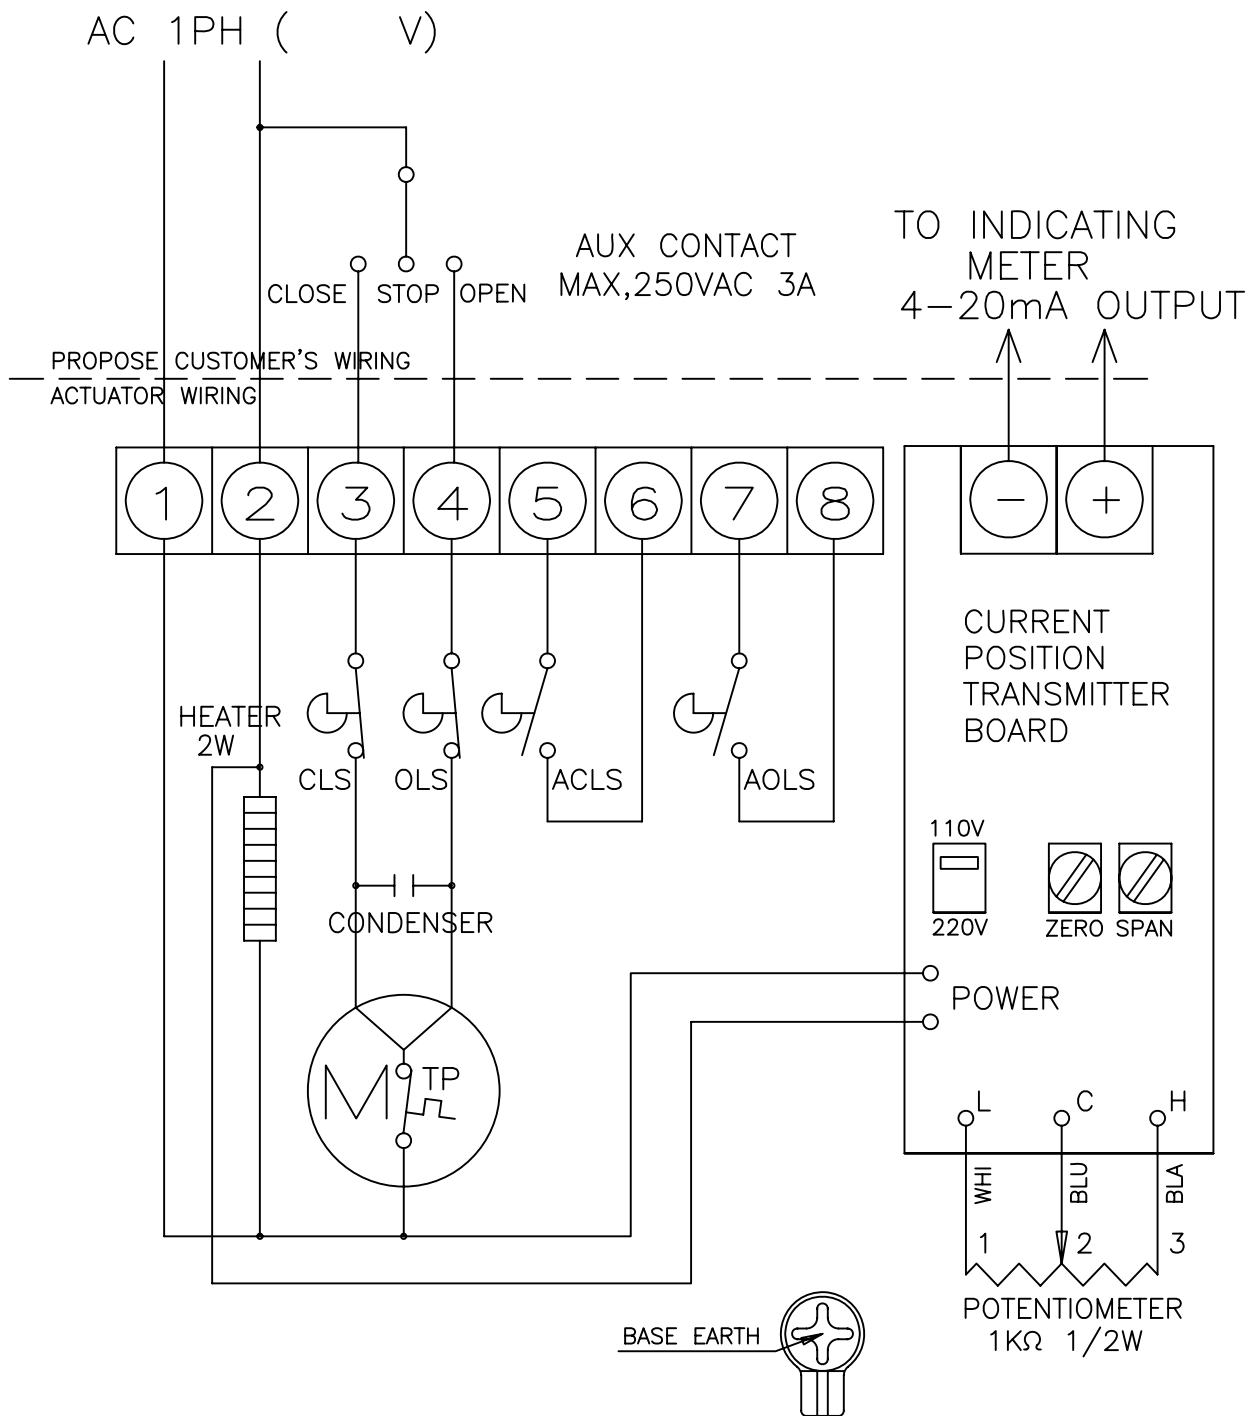 AC 1PH ( V)
AUX CONTACT
MAX,250VAC 3A
TO INDICATING
METER
4-20mA OUTPUT
CLOSE STOP OPEN
PROPOSE CUSTOMER'S WIRING
ACTUATOR WIRING
1 2 3 4 5 6 7 8
- +
CURRENT
POSITION
TRANSMITTER
BOARD
HEATER
2W
CLS OLS ACLS AOLS
110V
220V
ZERO SPAN
CONDENSER
POWER
M TP
L C H
WHI BLU BLA
1 2 3
POTENTIOMETER
1KΩ 1/2W
BASE EARTH